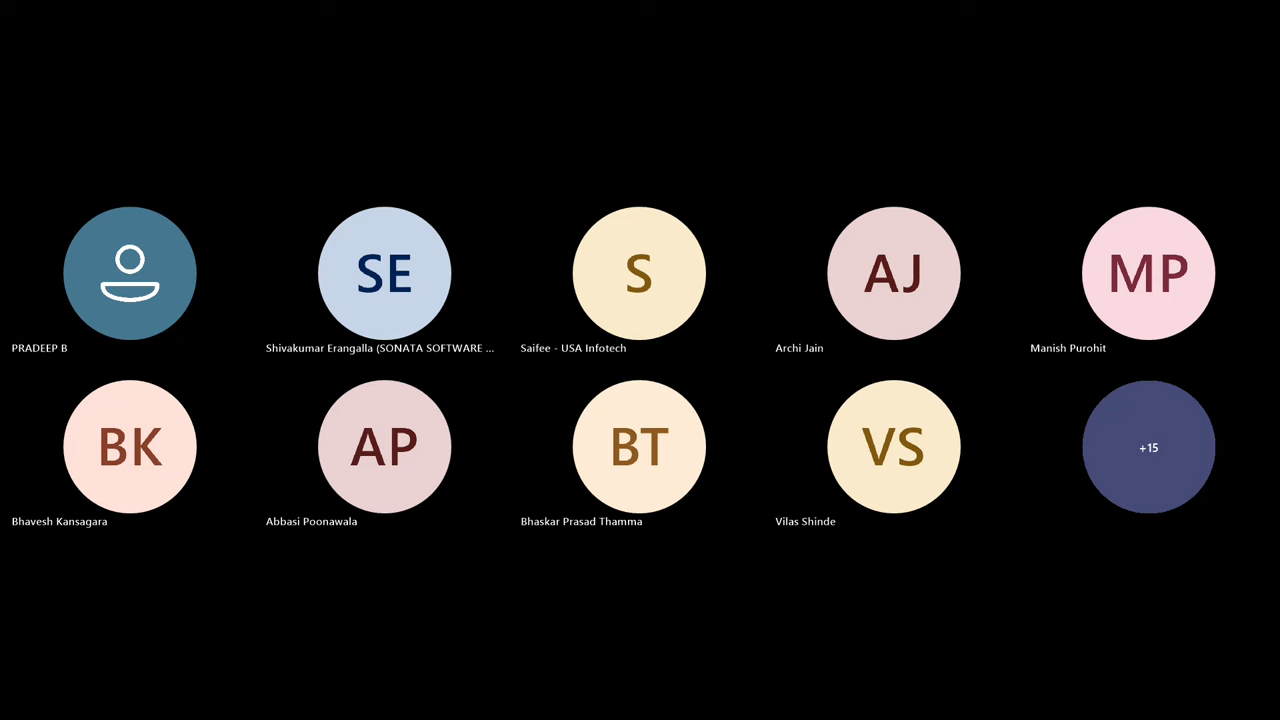 SE
S
AJ
MP
PRADEEP B
Shivakumar Erangalla (SONATA SOFTWARE ...
Saifee - USA Infotech
Archi Jain
Manish Purohit
BK
AP
BT
VS
+15
Bhavesh Kansagara
Abbasi Poonawala
Bhaskar Prasad Thamma
Vilas Shinde